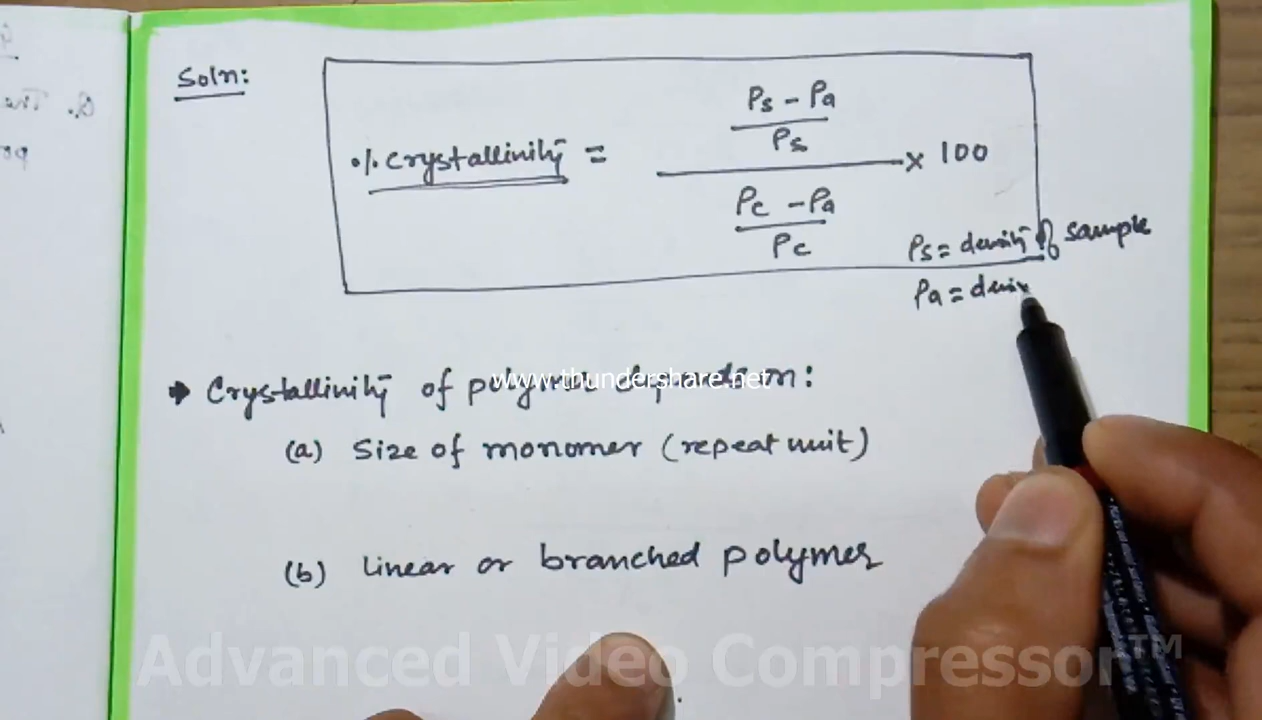 Soln:
% Crystallinity = ((ρs - ρa) / ρs) / ((ρc - ρa) / ρc) × 100
ρs = density of sample
ρa = den
→ Crystallinity of polymer depends on:
www.thundershare.net
(a) Size of monomer (repeat unit)
(b) Linear or branched polymer
Advanced Video Compressor™